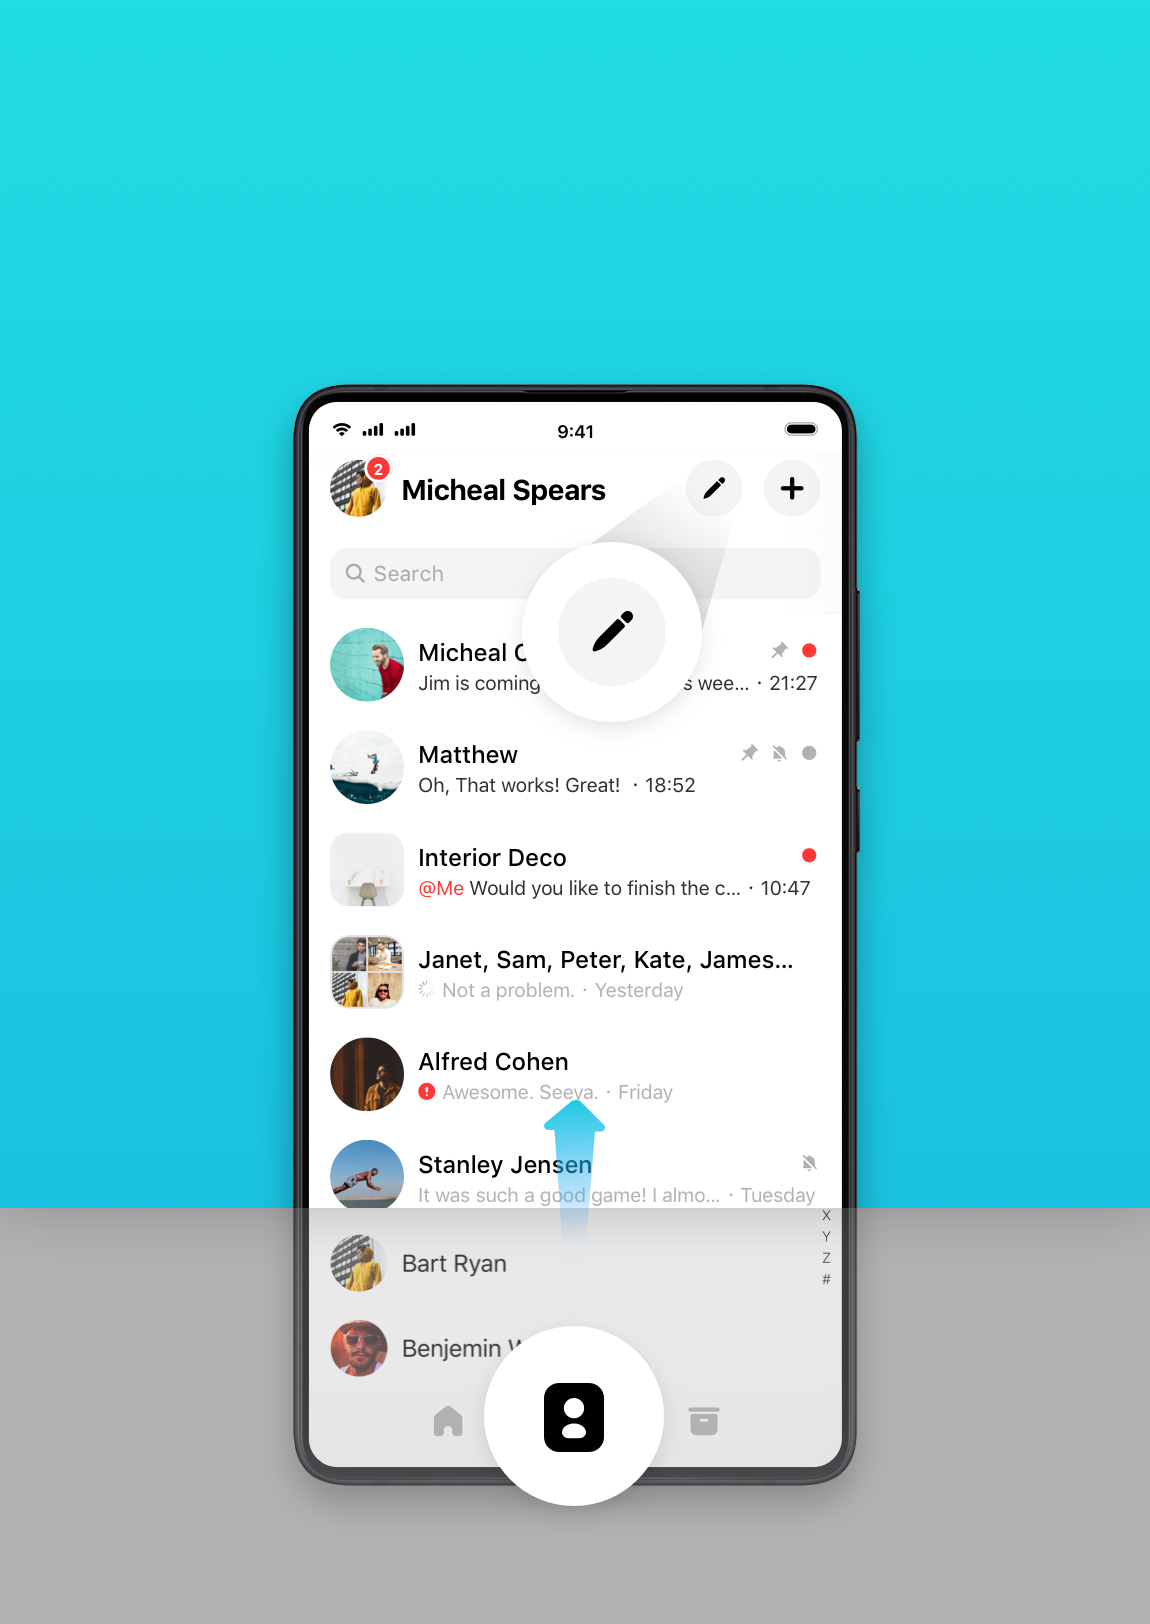 9:41
2
Micheal Spears
Search
Micheal
Jim is coming wee... · 21:27
Matthew
Oh, That works! Great! · 18:52
Interior Deco
@Me Would you like to finish the c... · 10:47
Janet, Sam, Peter, Kate, James...
Not a problem. · Yesterday
Alfred Cohen
Awesome. Seeya. · Friday
Stanley Jensen
It was such a good game! I almo... · Tuesday
X
Y
Z
#
Bart Ryan
Benjemin